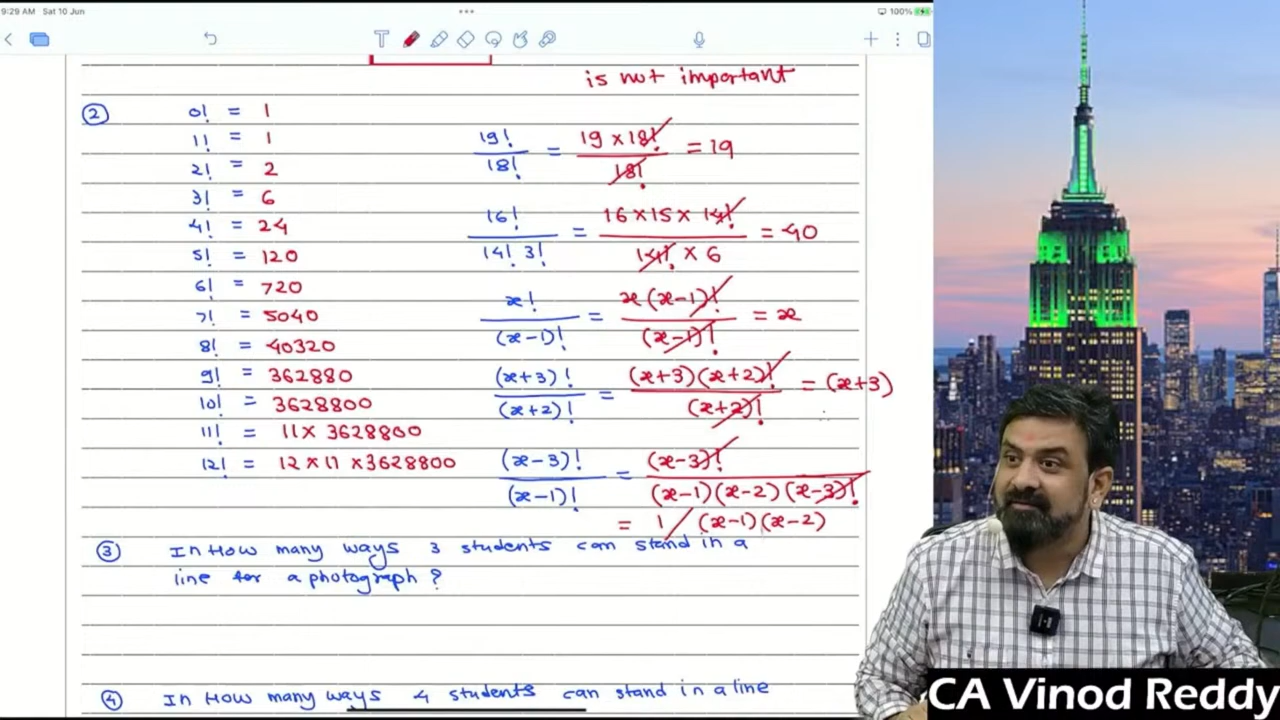 9:29 AM Sat 10 Jun
100%
T
is not important
② 0! = 1
1! = 1
2! = 2
3! = 6
4! = 24
5! = 120
6! = 720
7! = 5040
8! = 40320
9! = 362880
10! = 3628800
11! = 11 × 3628800
12! = 12 × 11 × 3628800
19! / 18! = 19 × 18! / 18! = 19
16! / 14! 3! = 16 × 15 × 14! / 14! × 6 = 40
x! / (x-1)! = x (x-1)! / (x-1)! = x
(x+3)! / (x+2)! = (x+3)(x+2)! / (x+2)! = (x+3)
(x-3)! / (x-1)! = (x-3)! / (x-1)(x-2)(x-3)!
= 1 / (x-1)(x-2)
③ In How many ways 3 students can stand in a
line for a photograph ?
④ In How many ways 4 students can stand in a line
CA Vinod Reddy